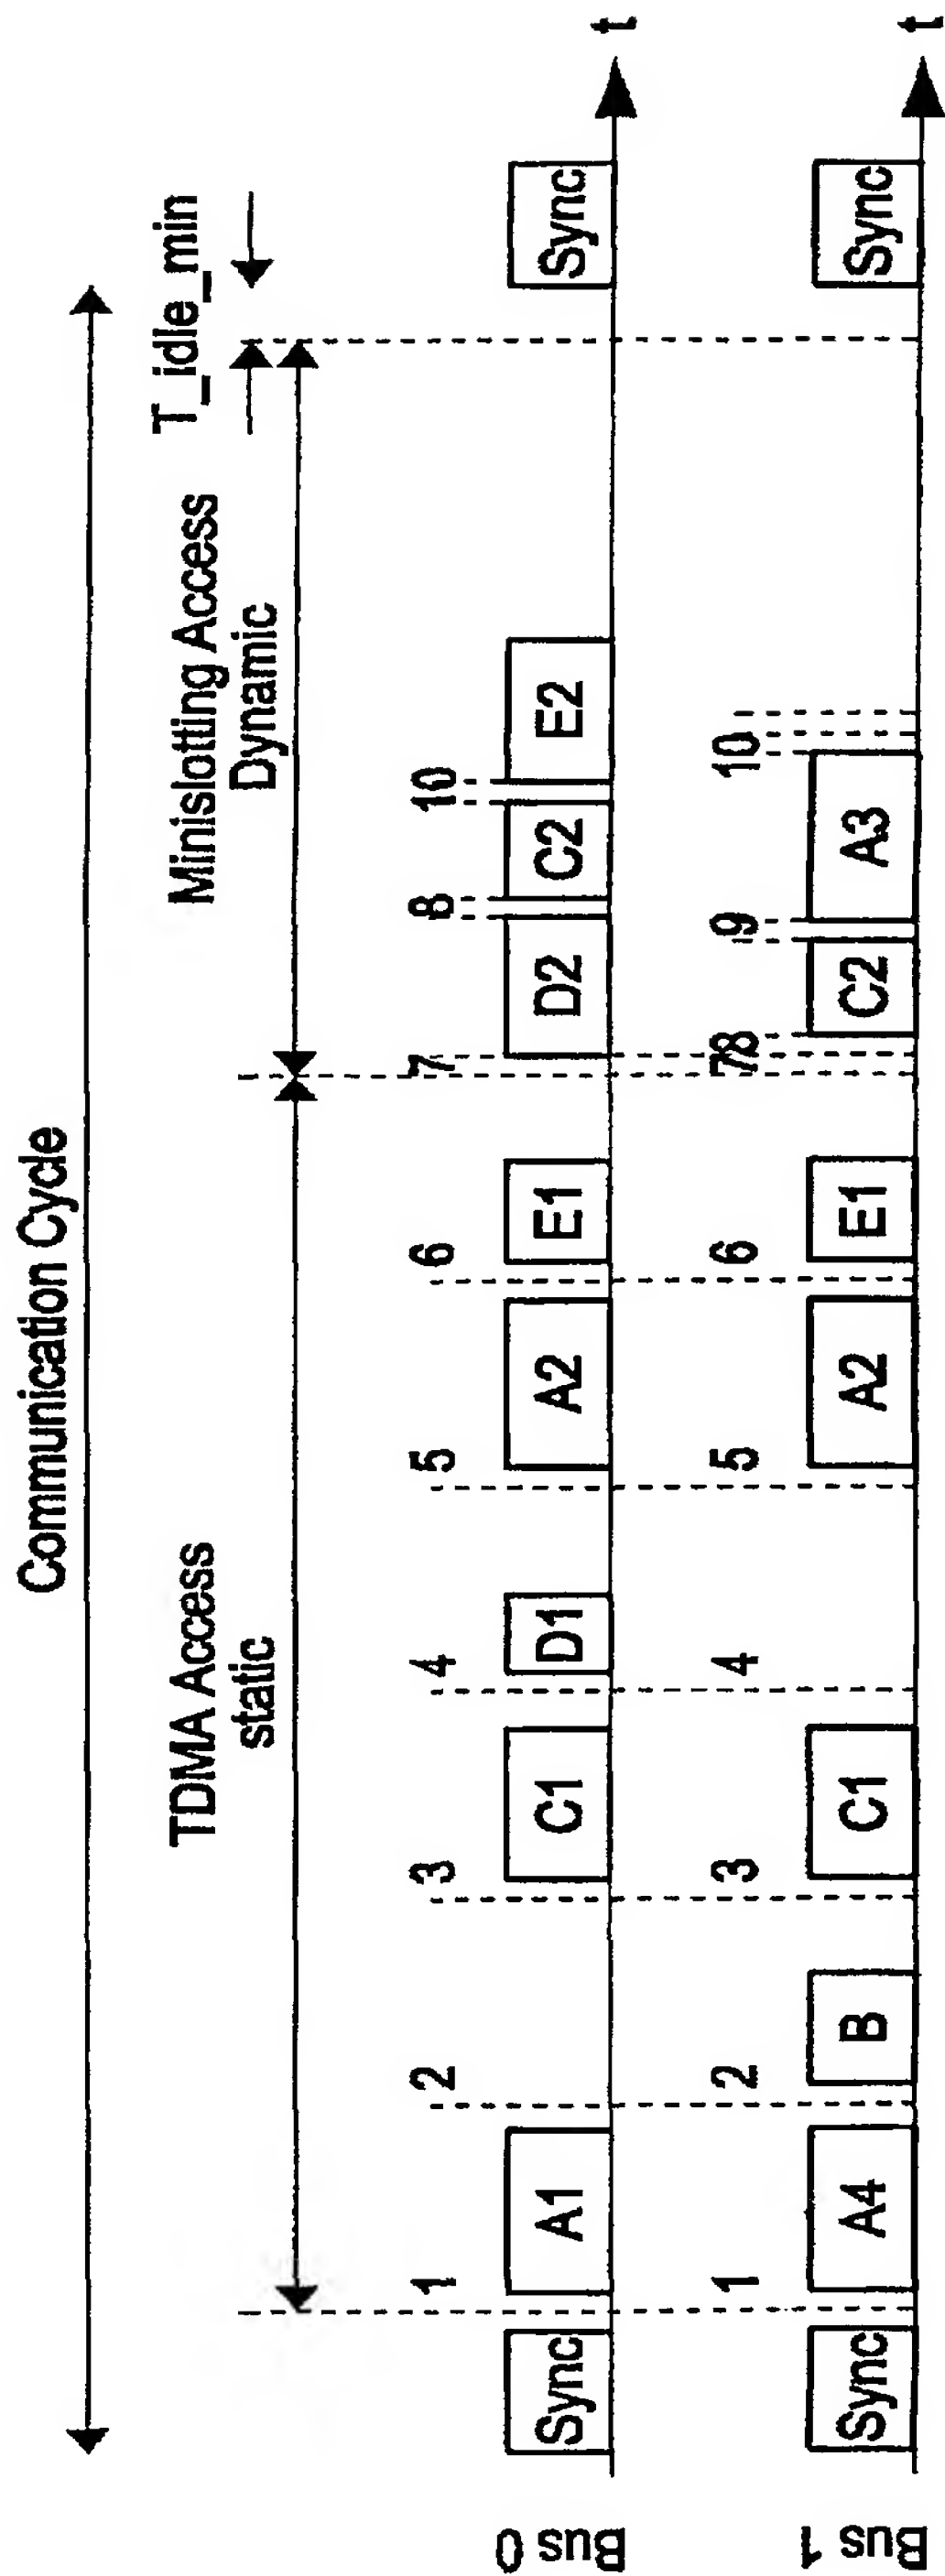 Communication Cycle
TDMA Access
static
Minislotting Access
Dynamic
T_idle_min
1 2 3 4 5 6 7 8 10
Bus 0 Sync A1 C1 D1 A2 E1 D2 C2 E2 Sync t
1 2 3 4 5 6 7 8 9 10
Bus 1 Sync A4 B C1 A2 E1 C2 A3 Sync t